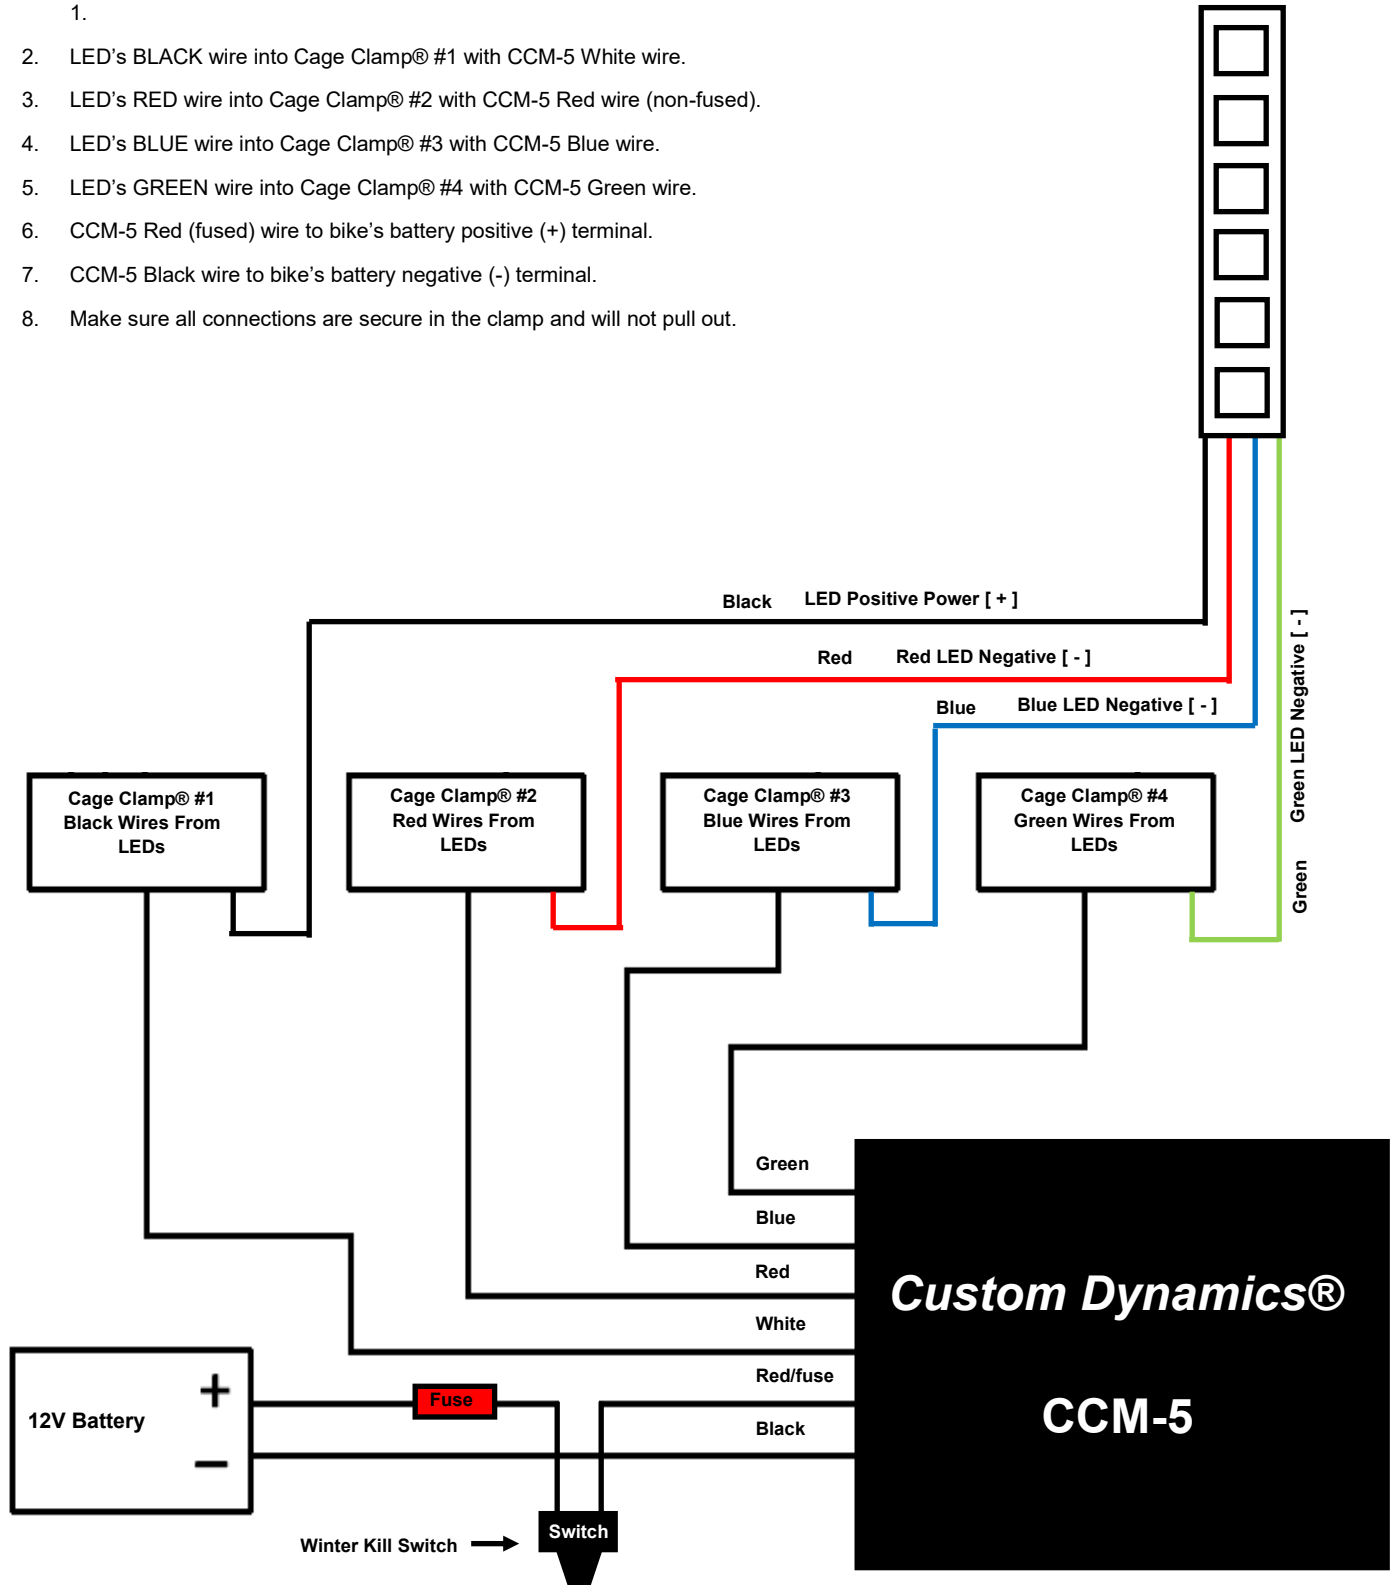 1.
2. LED’s BLACK wire into Cage Clamp® #1 with CCM-5 White wire.
3. LED’s RED wire into Cage Clamp® #2 with CCM-5 Red wire (non-fused).
4. LED’s BLUE wire into Cage Clamp® #3 with CCM-5 Blue wire.
5. LED’s GREEN wire into Cage Clamp® #4 with CCM-5 Green wire.
6. CCM-5 Red (fused) wire to bike’s battery positive (+) terminal.
7. CCM-5 Black wire to bike’s battery negative (-) terminal.
8. Make sure all connections are secure in the clamp and will not pull out.
Black LED Positive Power [ + ]
Red Red LED Negative [ - ]
Blue Blue LED Negative [ - ]
Green Green LED Negative [ - ]
Cage Clamp® #1
Black Wires From
LEDs
Cage Clamp® #2
Red Wires From
LEDs
Cage Clamp® #3
Blue Wires From
LEDs
Cage Clamp® #4
Green Wires From
LEDs
Green
Blue
Red
White
Red/fuse
Black
Custom Dynamics®
CCM-5
12V Battery
+
–
Fuse
Switch
Winter Kill Switch